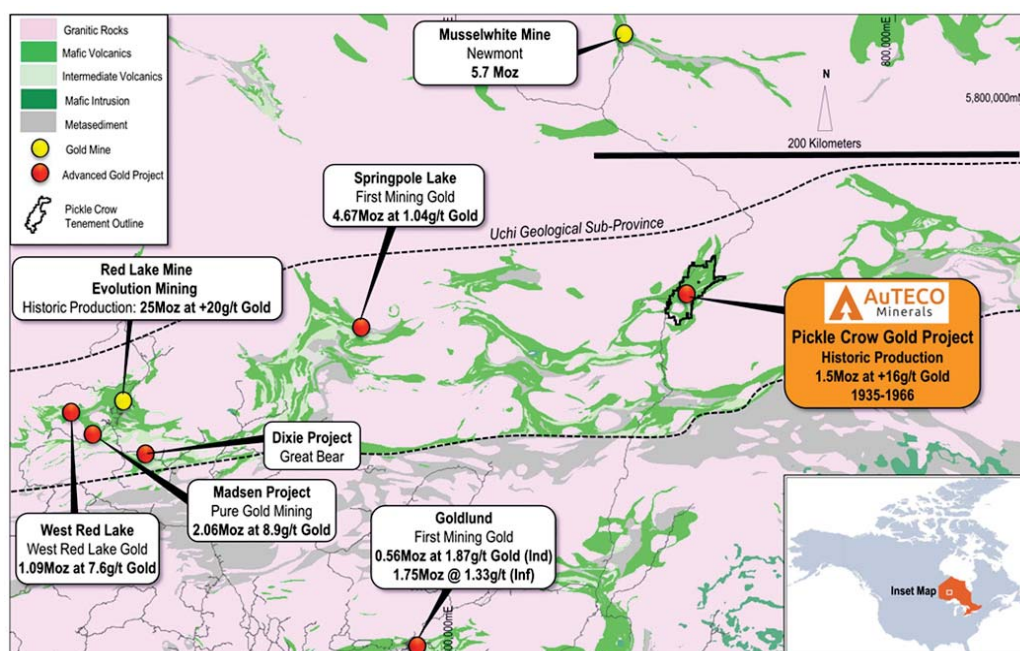 Granitic Rocks
Mafic Volcanics
Intermediate Volcanics
Mafic Intrusion
Metasediment
Gold Mine
Advanced Gold Project
Pickle Crow
Tenement Outline
Musselwhite Mine
Newmont
5.7 Moz
800,000mE
N
5,800,000mN
200 Kilometers
Springpole Lake
First Mining Gold
4.67Moz at 1.04g/t Gold
Uchi Geological Sub-Province
Red Lake Mine
Evolution Mining
Historic Production: 25Moz at +20g/t Gold
AuTECO
Minerals
Pickle Crow Gold Project
Historic Production
1.5Moz at +16g/t Gold
1935-1966
Dixie Project
Great Bear
Madsen Project
Pure Gold Mining
2.06Moz at 8.9g/t Gold
West Red Lake
West Red Lake Gold
1.09Moz at 7.6g/t Gold
Goldlund
First Mining Gold
0.56Moz at 1.87g/t Gold (Ind)
1.75Moz @ 1.33g/t (Inf)
Inset Map